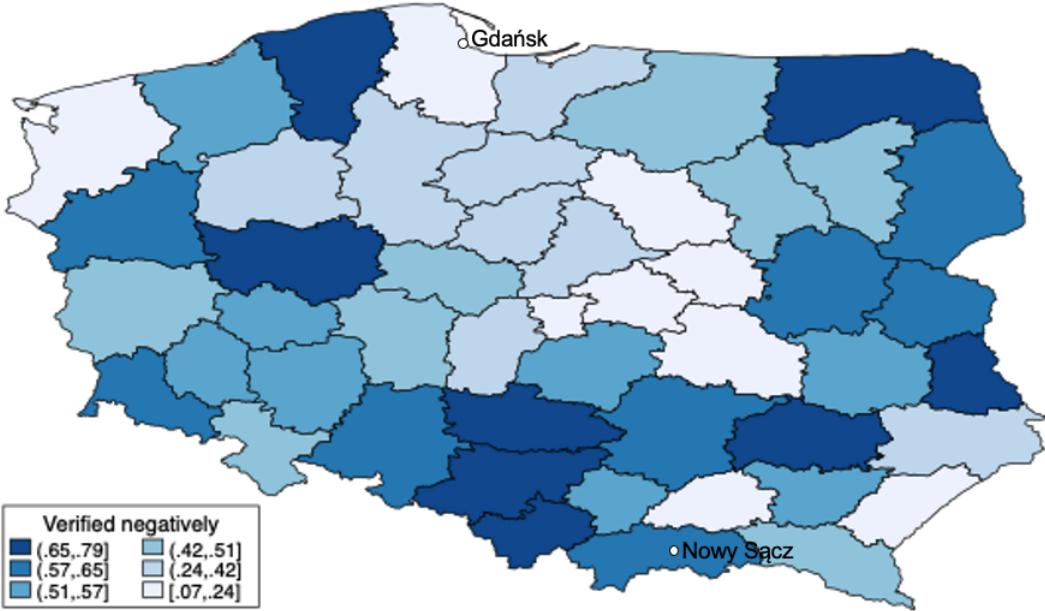 Gdańsk
Verified negatively
(.65,.79] (.42,.51]
(.57,.65] (.24,.42]
(.51,.57] [.07,.24]
Nowy Sącz